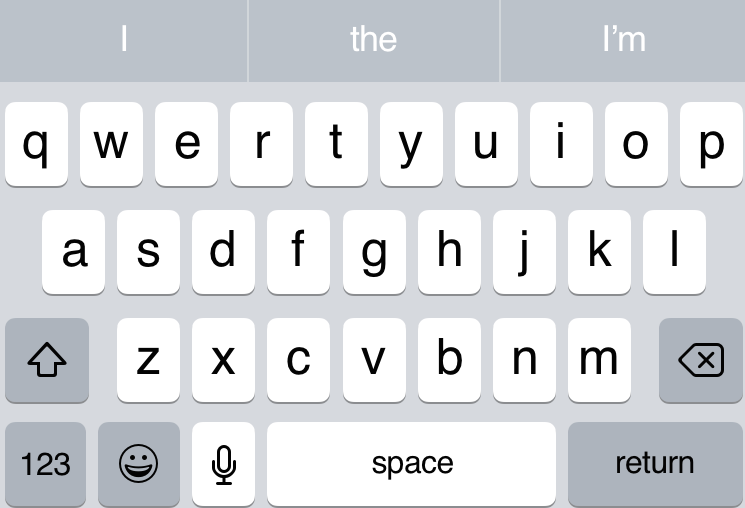 I the I’m
q w e r t y u i o p
a s d f g h j k l
z x c v b n m
123 space return